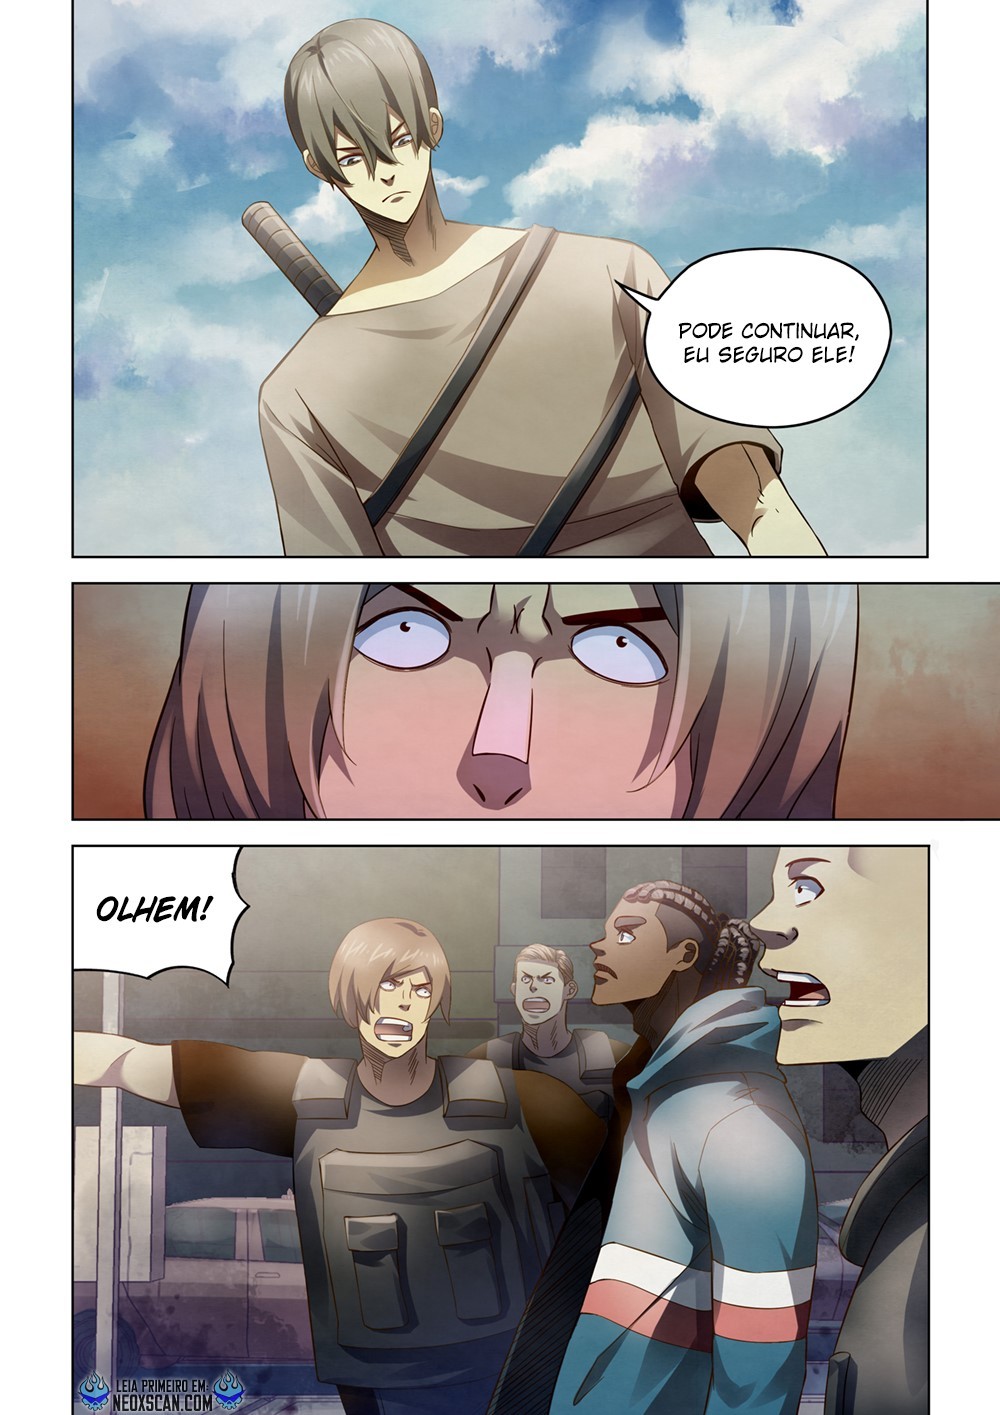 PODE CONTINUAR,
EU SEGURO ELE!
OLHEM!
LEIA PRIMEIRO EM:
NEOXSCAN.COM